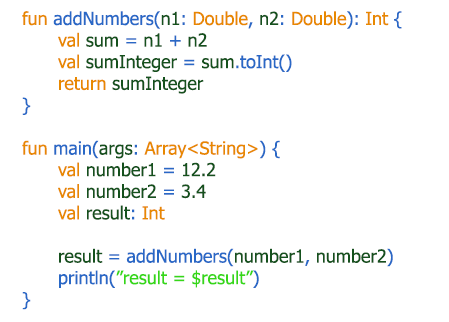 fun addNumbers(n1: Double, n2: Double): Int {
    val sum = n1 + n2
    val sumInteger = sum.toInt()
    return sumInteger
}

fun main(args: Array<String>) {
    val number1 = 12.2
    val number2 = 3.4
    val result: Int

    result = addNumbers(number1, number2)
    println(”result = $result”)
}